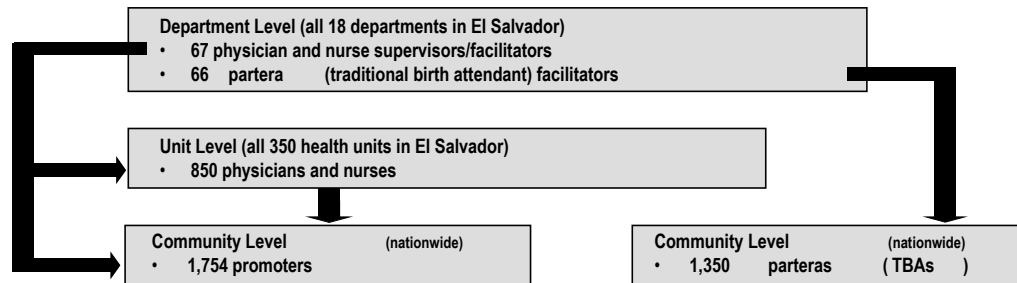 Department Level (all 18 departments in El Salvador)
• 67 physician and nurse supervisors/facilitators
• 66 partera (traditional birth attendant) facilitators
Unit Level (all 350 health units in El Salvador)
• 850 physicians and nurses
Community Level (nationwide)
• 1,754 promoters
Community Level (nationwide)
• 1,350 parteras ( TBAs )